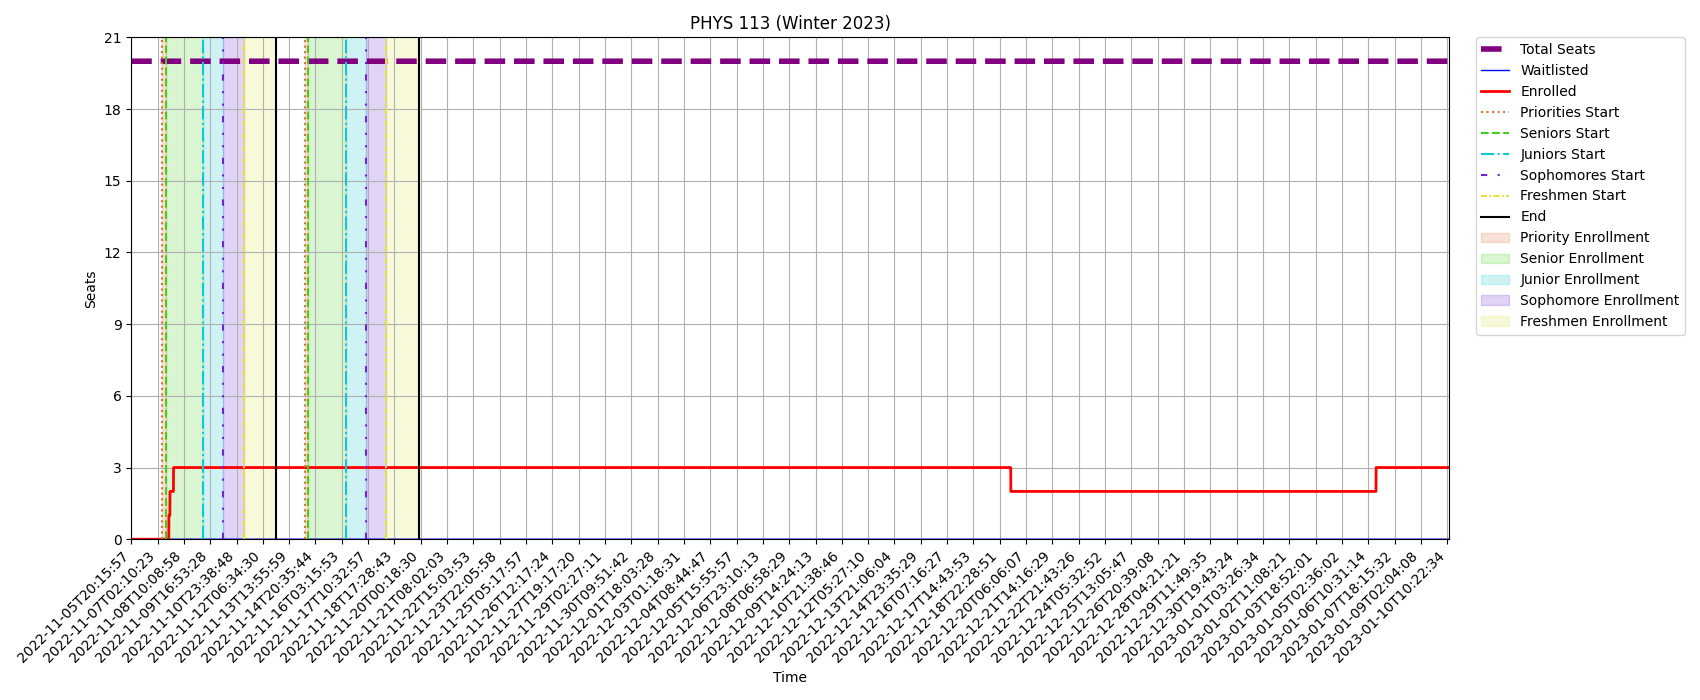 PHYS 113 (Winter 2023)
21
18
15
12
9
6
3
0
Seats
2022-11-05T20:15:57
2022-11-07T02:10:23
2022-11-08T10:08:58
2022-11-09T16:53:28
2022-11-10T23:38:48
2022-11-12T06:34:30
2022-11-13T13:55:59
2022-11-14T20:35:44
2022-11-16T03:15:53
2022-11-17T10:32:57
2022-11-18T17:28:43
2022-11-20T00:18:30
2022-11-21T08:02:03
2022-11-22T15:03:53
2022-11-23T22:05:58
2022-11-25T05:17:57
2022-11-26T12:17:24
2022-11-27T19:17:20
2022-11-29T02:27:11
2022-11-30T09:51:42
2022-12-01T18:03:28
2022-12-03T01:18:31
2022-12-04T08:44:47
2022-12-05T15:55:57
2022-12-06T23:10:13
2022-12-08T06:58:29
2022-12-09T14:24:13
2022-12-10T21:38:46
2022-12-12T05:27:10
2022-12-13T21:06:04
2022-12-14T23:35:29
2022-12-16T07:16:27
2022-12-17T14:43:53
2022-12-18T22:28:51
2022-12-20T06:06:07
2022-12-21T14:16:29
2022-12-22T21:43:26
2022-12-24T05:32:52
2022-12-25T13:05:47
2022-12-26T20:39:08
2022-12-28T04:21:21
2022-12-29T11:49:35
2022-12-30T19:43:24
2023-01-01T03:26:34
2023-01-02T11:08:21
2023-01-03T18:52:01
2023-01-05T02:36:02
2023-01-06T10:31:14
2023-01-07T18:15:32
2023-01-09T02:04:08
2023-01-10T10:22:34
Time
Total Seats
Waitlisted
Enrolled
Priorities Start
Seniors Start
Juniors Start
Sophomores Start
Freshmen Start
End
Priority Enrollment
Senior Enrollment
Junior Enrollment
Sophomore Enrollment
Freshmen Enrollment